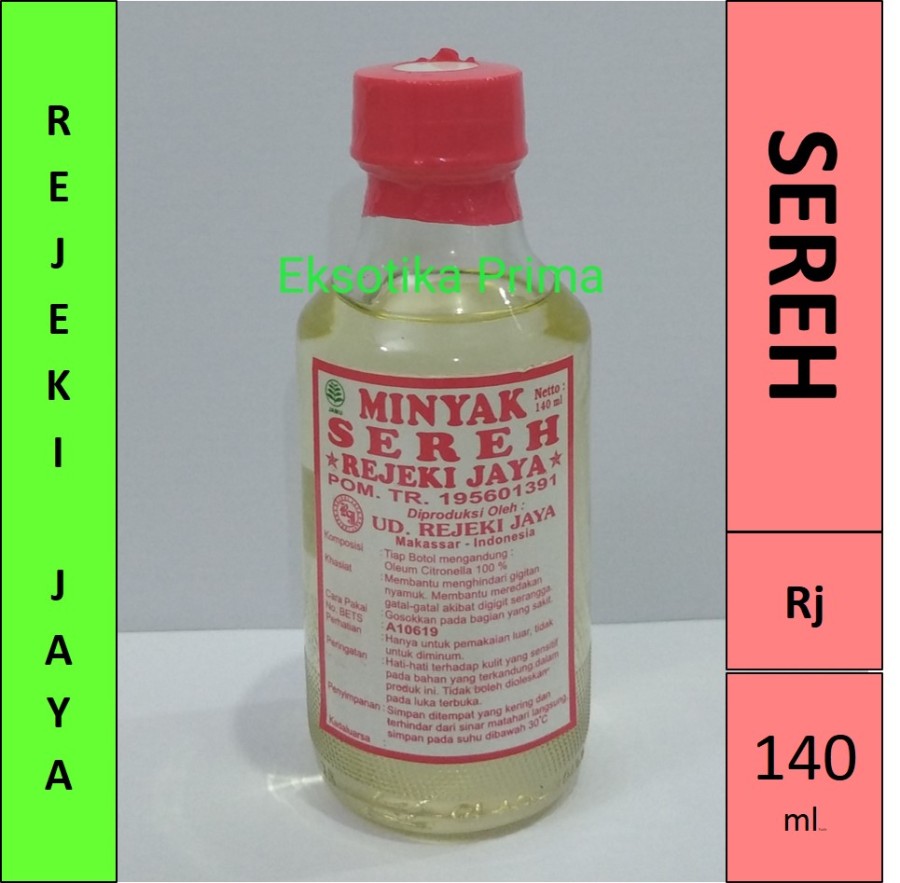 REJEKI JAYA
Eksotika Prima
JAMU
MINYAK
Netto :
140 ml
SEREH
★REJEKI JAYA★
POM. TR. 195601391
Diproduksi Oleh :
UD. REJEKI JAYA
Makassar - Indonesia
Komposisi : Tiap Botol mengandung :
Oleum Citronella 100 %
Khasiat : Membantu menghindari gigitan
nyamuk. Membantu meredakan
gatal-gatal akibat digigit serangga.
Cara Pakai : Gosokkan pada bagian yang sakit.
No. BETS : A10619
Perhatian : Hanya untuk pemakaian luar, tidak
untuk diminum.
Peringatan : Hati-hati terhadap kulit yang sensitif
pada bahan yang terkandung dalam
produk ini. Tidak boleh dioleskan
pada luka terbuka.
Penyimpanan : Simpan ditempat yang kering dan
terhindar dari sinar matahari langsung,
simpan pada suhu dibawah 30°C
Kadaluarsa :
SEREH
Rj
140
ml.